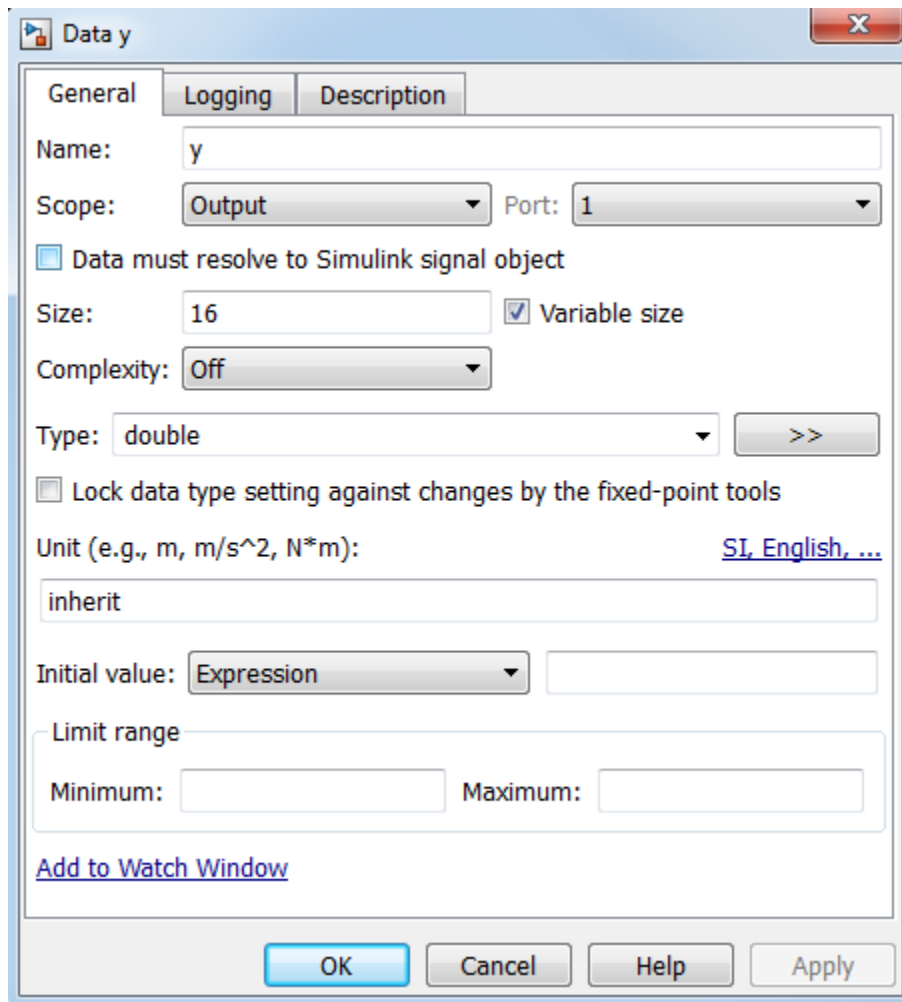 Data y
General Logging Description
Name: y
Scope: Output Port: 1
Data must resolve to Simulink signal object
Size: 16 Variable size
Complexity: Off
Type: double >>
Lock data type setting against changes by the fixed-point tools
Unit (e.g., m, m/s^2, N*m): SI, English, ...
inherit
Initial value: Expression
Limit range
Minimum: Maximum:
Add to Watch Window
OK Cancel Help Apply